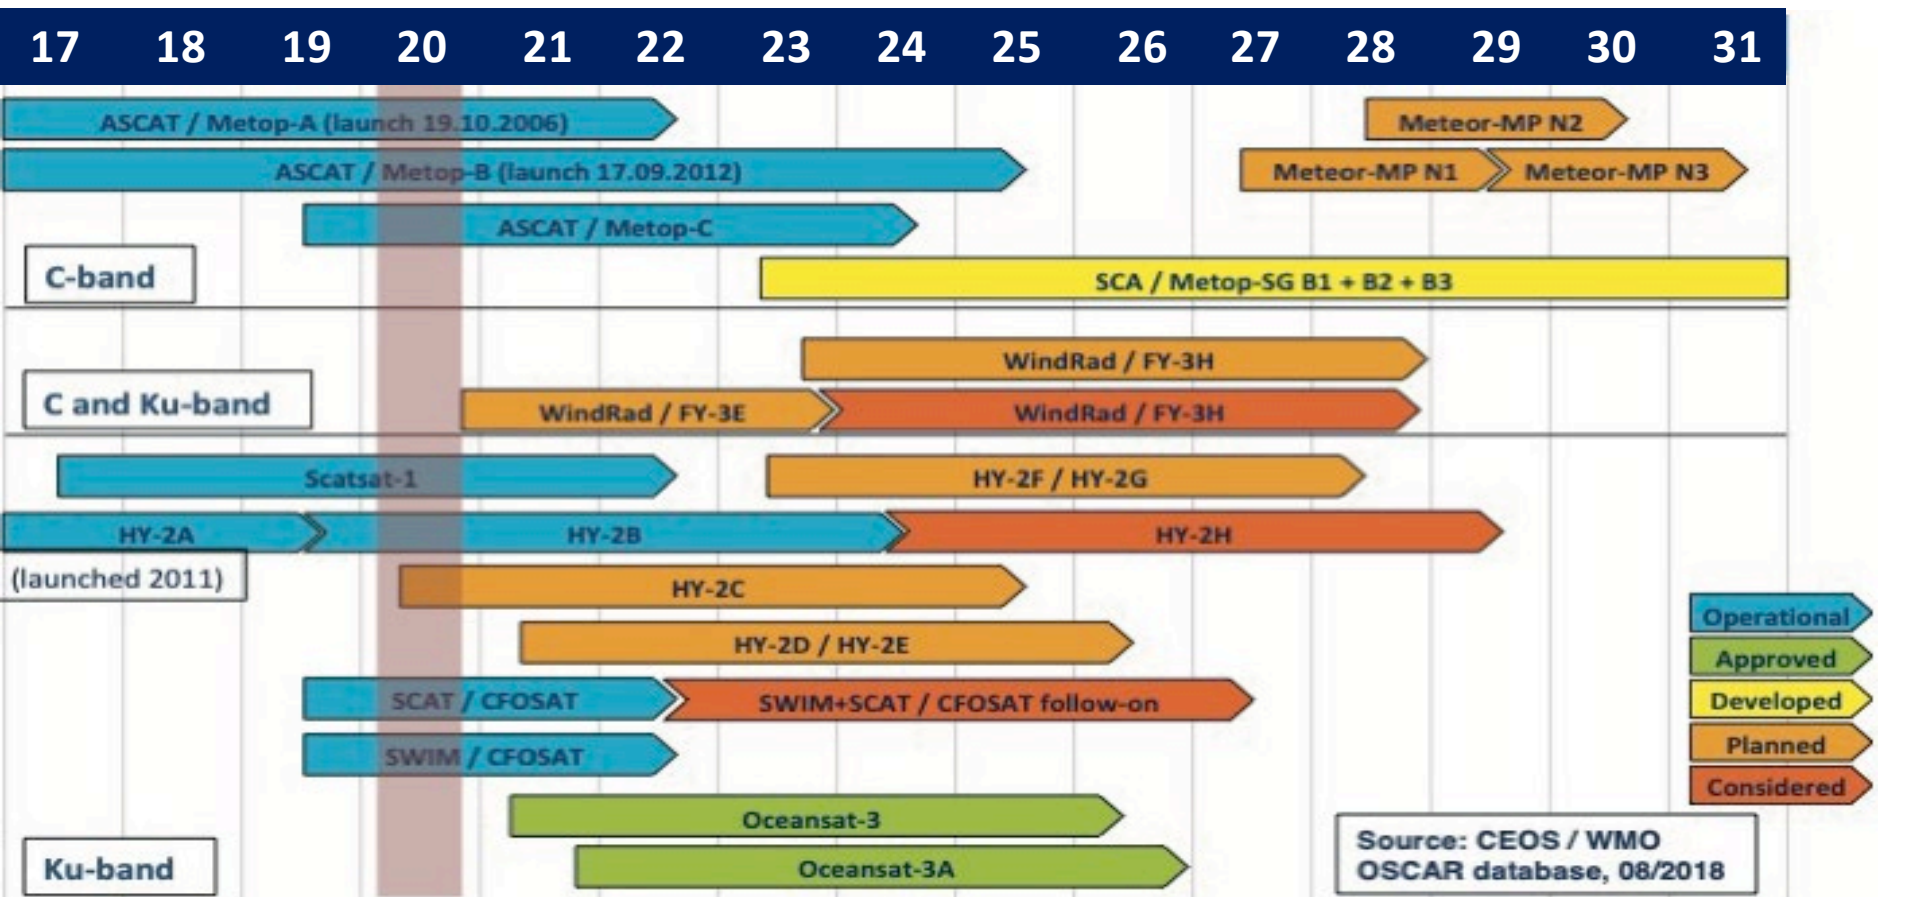 17 18 19 20 21 22 23 24 25 26 27 28 29 30 31
ASCAT / Metop-A (launch 19.10.2006)
Meteor-MP N2
ASCAT / Metop-B (launch 17.09.2012)
Meteor-MP N1
Meteor-MP N3
ASCAT / Metop-C
C-band
SCA / Metop-SG B1 + B2 + B3
WindRad / FY-3H
C and Ku-band
WindRad / FY-3E
WindRad / FY-3H
Scatsat-1
HY-2F / HY-2G
HY-2A
HY-2B
HY-2H
(launched 2011)
HY-2C
HY-2D / HY-2E
SCAT / CFOSAT
SWIM+SCAT / CFOSAT follow-on
SWIM / CFOSAT
Oceansat-3
Oceansat-3A
Ku-band
Operational
Approved
Developed
Planned
Considered
Source: CEOS / WMO
OSCAR database, 08/2018